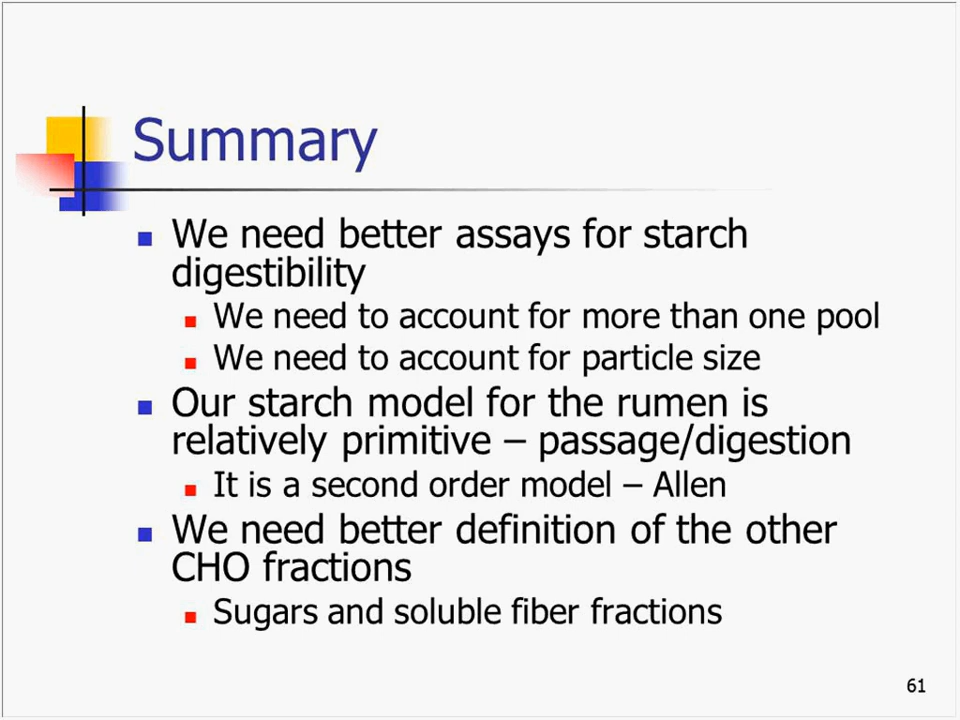 Summary
We need better assays for starch
digestibility
We need to account for more than one pool
We need to account for particle size
Our starch model for the rumen is
relatively primitive – passage/digestion
It is a second order model – Allen
We need better definition of the other
CHO fractions
Sugars and soluble fiber fractions
61